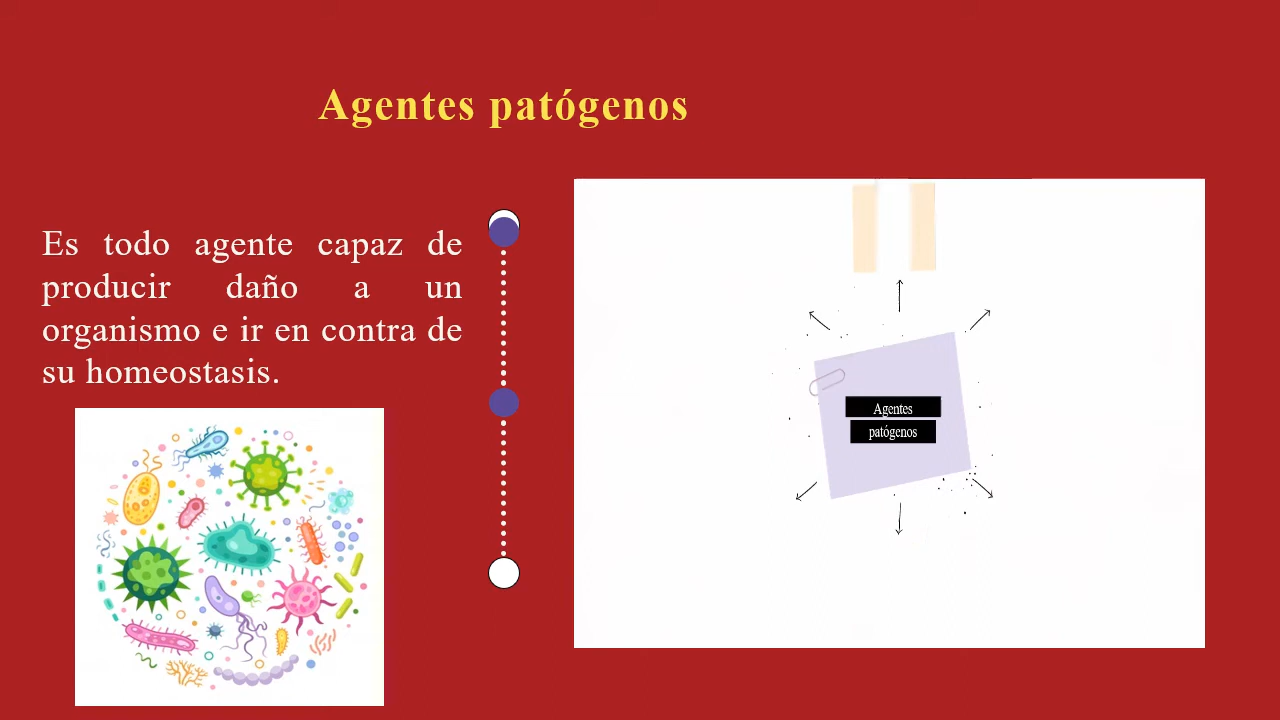 Agentes patógenos
Es todo agente capaz de
producir daño a un
organismo e ir en contra de
su homeostasis.
Agentes
patógenos